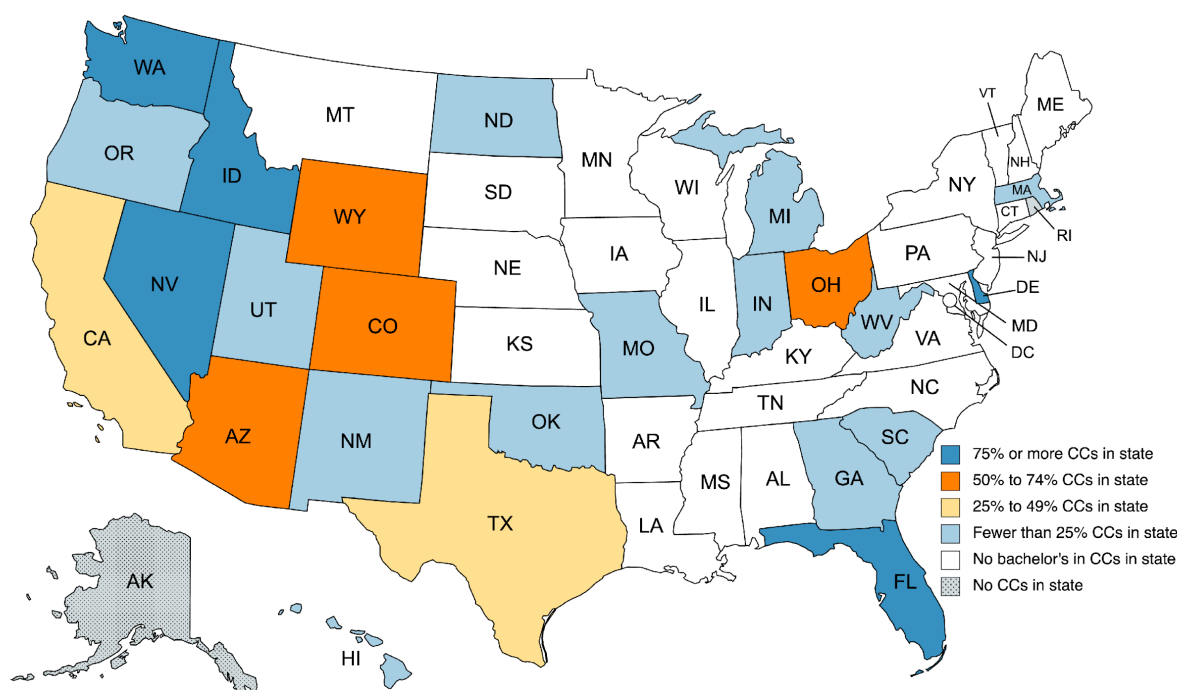 WA
VT
ME
MT
ND
OR
MN
NH
ID
SD
WI
NY
MA
MI
CT
WY
RI
IA
PA
NJ
NE
NV
OH
DE
UT
IL
IN
CO
WV
MD
CA
KS
MO
VA
DC
KY
NC
TN
OK
AZ
NM
AR
SC
75% or more CCs in state
MS
AL
GA
50% to 74% CCs in state
25% to 49% CCs in state
TX
LA
Fewer than 25% CCs in state
No bachelor's in CCs in state
AK
FL
No CCs in state
HI